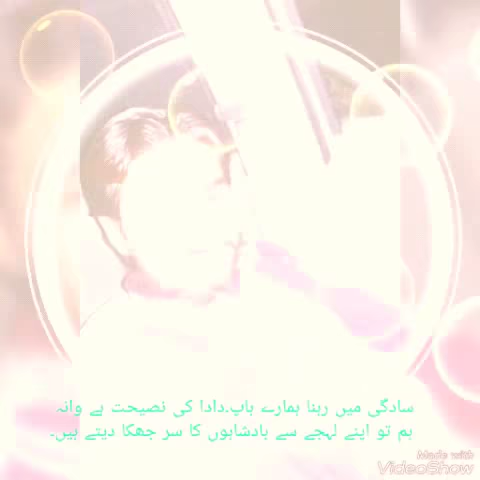 سادگی میں رہنا ہمارے باپ۔دادا کی نصیحت ہے وانہ
ہم تو اپنے لہجے سے بادشاہوں کا سر جھکا دیتے ہیں۔
Made with
VideoShow